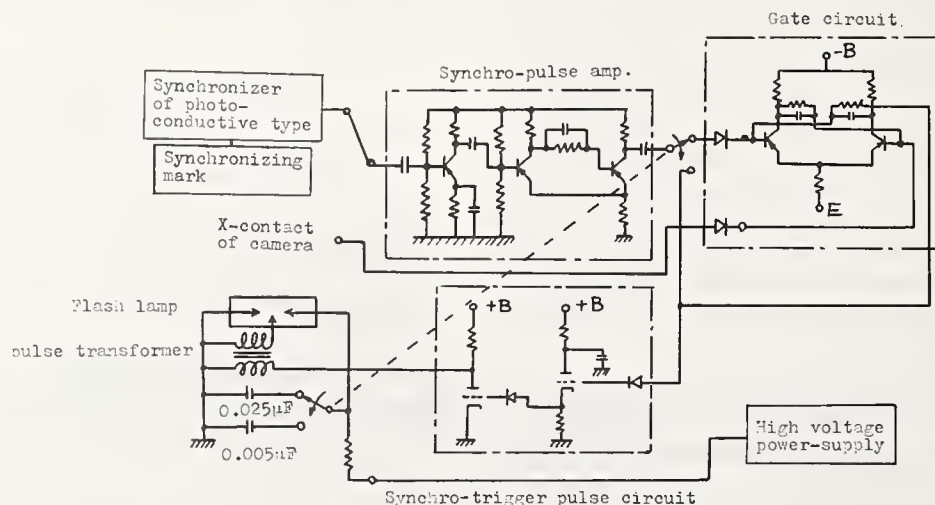 Gate circuit
-B
Synchro-pulse amp.
Synchronizer
of photo-
conductive type
Synchronizing
mark
E
X-contact
of camera
+B
+B
Flash lamp
pulse transformer
0.025μF
0.005μF
High voltage
power-supply
Synchro-trigger pulse circuit